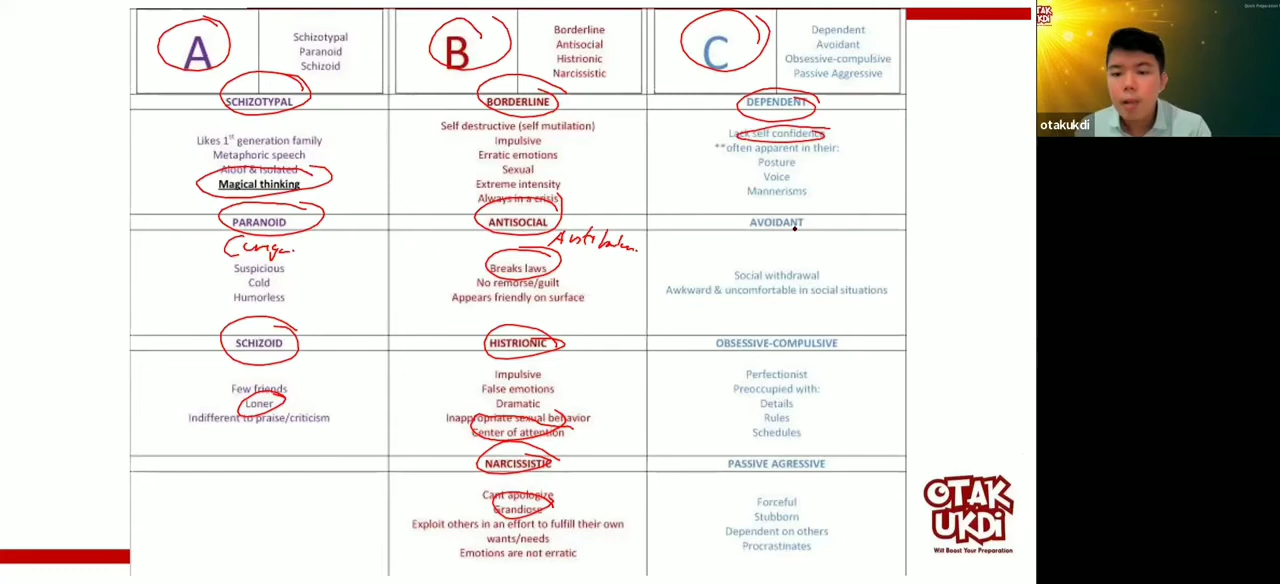 A
Schizotypal
Paranoid
Schizoid
B
Borderline
Antisocial
Histrionic
Narcissistic
C
Dependent
Avoidant
Obsessive-compulsive
Passive Aggressive
SCHIZOTYPAL
Likes 1st generation family
Metaphoric speech
Aloof & Isolated
Magical thinking
BORDERLINE
Self destructive (self mutilation)
Impulsive
Erratic emotions
Sexual
Extreme intensity
Always in a crisis
DEPENDENT
Lack self confidence
**often apparent in their:
Posture
Voice
Mannerisms
PARANOID
Suspicious
Cold
Humorless
ANTISOCIAL
Breaks laws
No remorse/guilt
Appears friendly on surface
AVOIDANT
Social withdrawal
Awkward & uncomfortable in social situations
SCHIZOID
Few friends
Loner
Indifferent to praise/criticism
HISTRIONIC
Impulsive
False emotions
Dramatic
Inappropriate sexual behavior
Center of attention
OBSESSIVE-COMPULSIVE
Perfectionist
Preoccupied with:
Details
Rules
Schedules
NARCISSISTIC
Cant apologize
Grandiose
Exploit others in an effort to fulfill their own
wants/needs
Emotions are not erratic
PASSIVE AGRESSIVE
Forceful
Stubborn
Dependent on others
Procrastinates
otakukdi
OTAK
UKDI
Will Boost Your Preparation